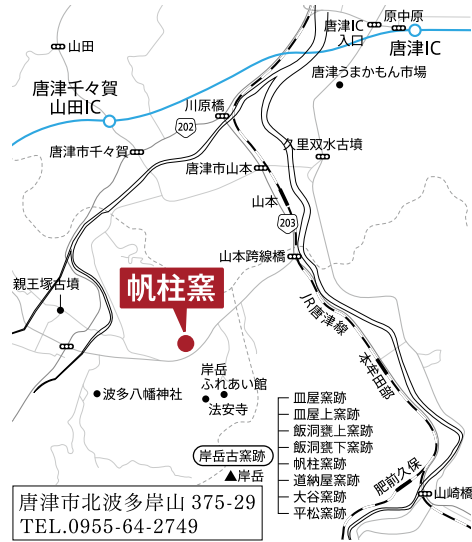 原中原
唐津IC
入口
唐津IC
山田
唐津うまかもん市場
唐津千々賀
山田IC
川原橋
202
久里双水古墳
唐津市千々賀
唐津市山本
山本
203
山本跨線橋
親王塚古墳
帆柱窯
JR唐津線
本牟田部
岸岳
ふれあい館
波多八幡神社
法安寺
皿屋窯跡
皿屋上窯跡
飯洞甕上窯跡
飯洞甕下窯跡
帆柱窯跡
道納屋窯跡
大谷窯跡
平松窯跡
岸岳古窯跡
▲岸岳
肥前久保
山崎橋
唐津市北波多岸山 375-29
TEL.0955-64-2749